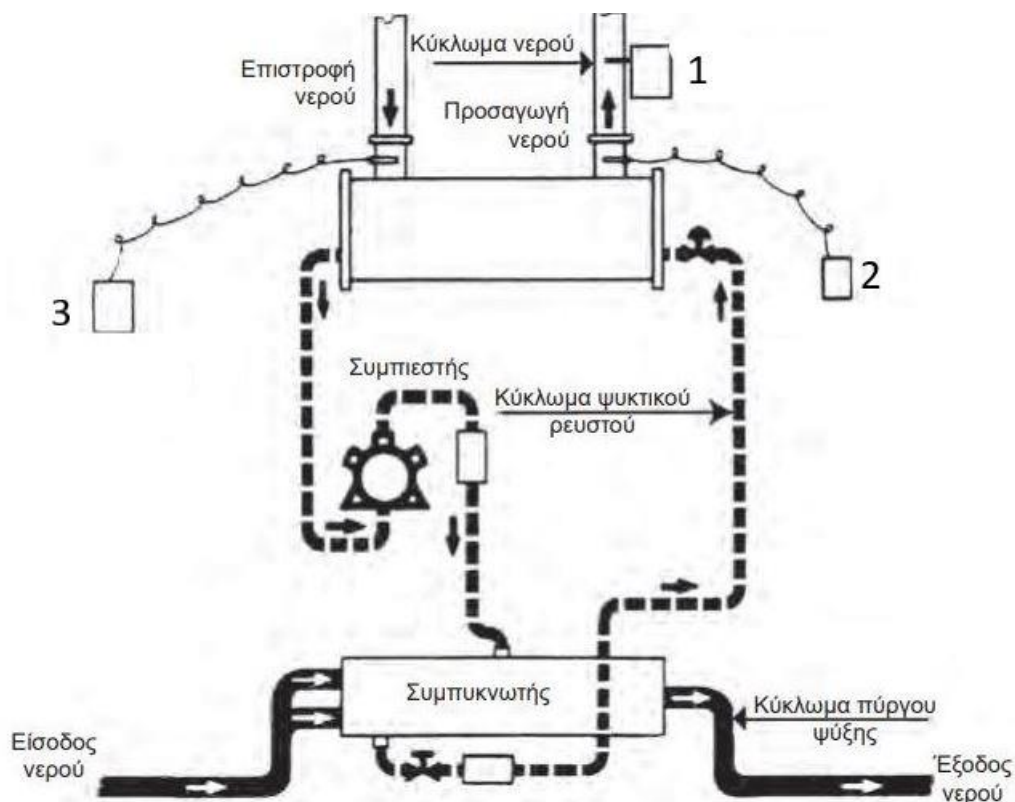 Κύκλωμα νερού
1
Επιστροφή
νερού
Προσαγωγή
νερού
2
3
Συμπιεστής
Κύκλωμα ψυκτικού
ρευστού
Συμπυκνωτής
Κύκλωμα πύργου
ψύξης
Είσοδος
νερού
Έξοδος
νερού